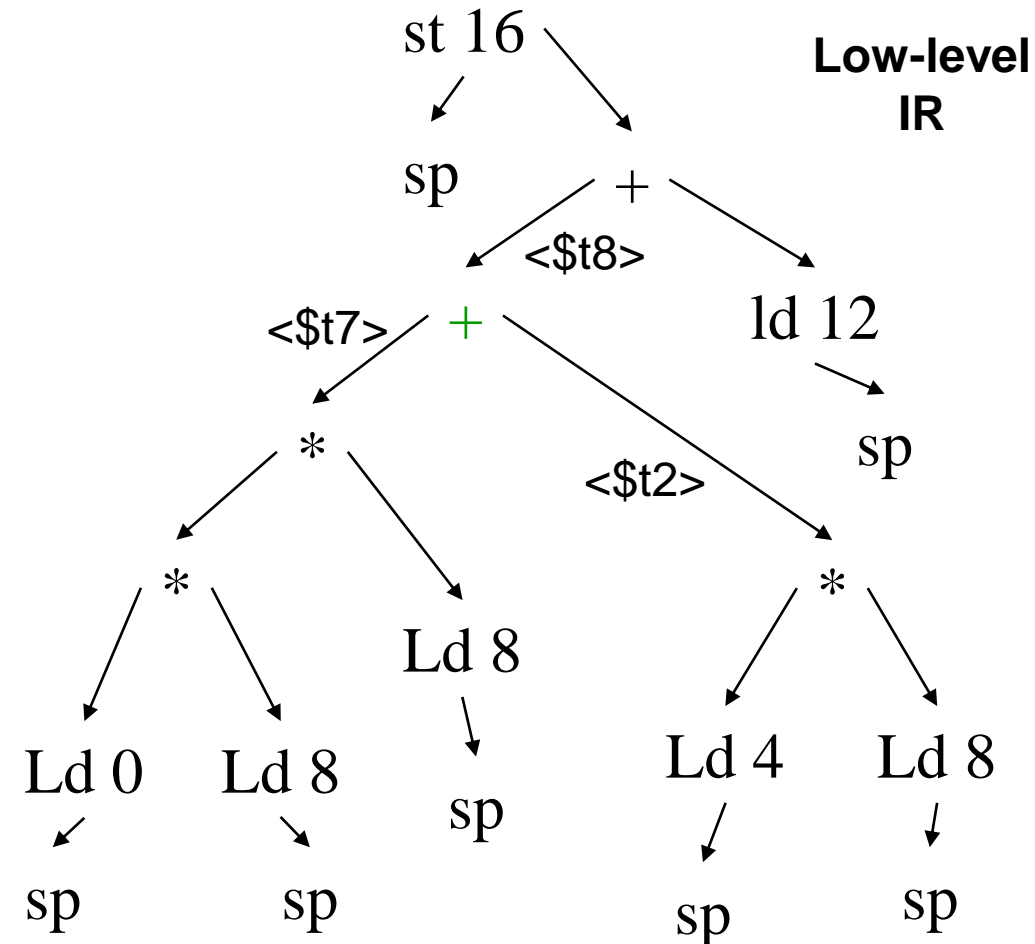 st 16
Low-level
IR
sp
+
<$t8>
<$t7>
+
ld 12
*
<$t2>
sp
*
*
Ld 8
Ld 0
Ld 8
Ld 4
Ld 8
sp
sp
sp
sp
sp